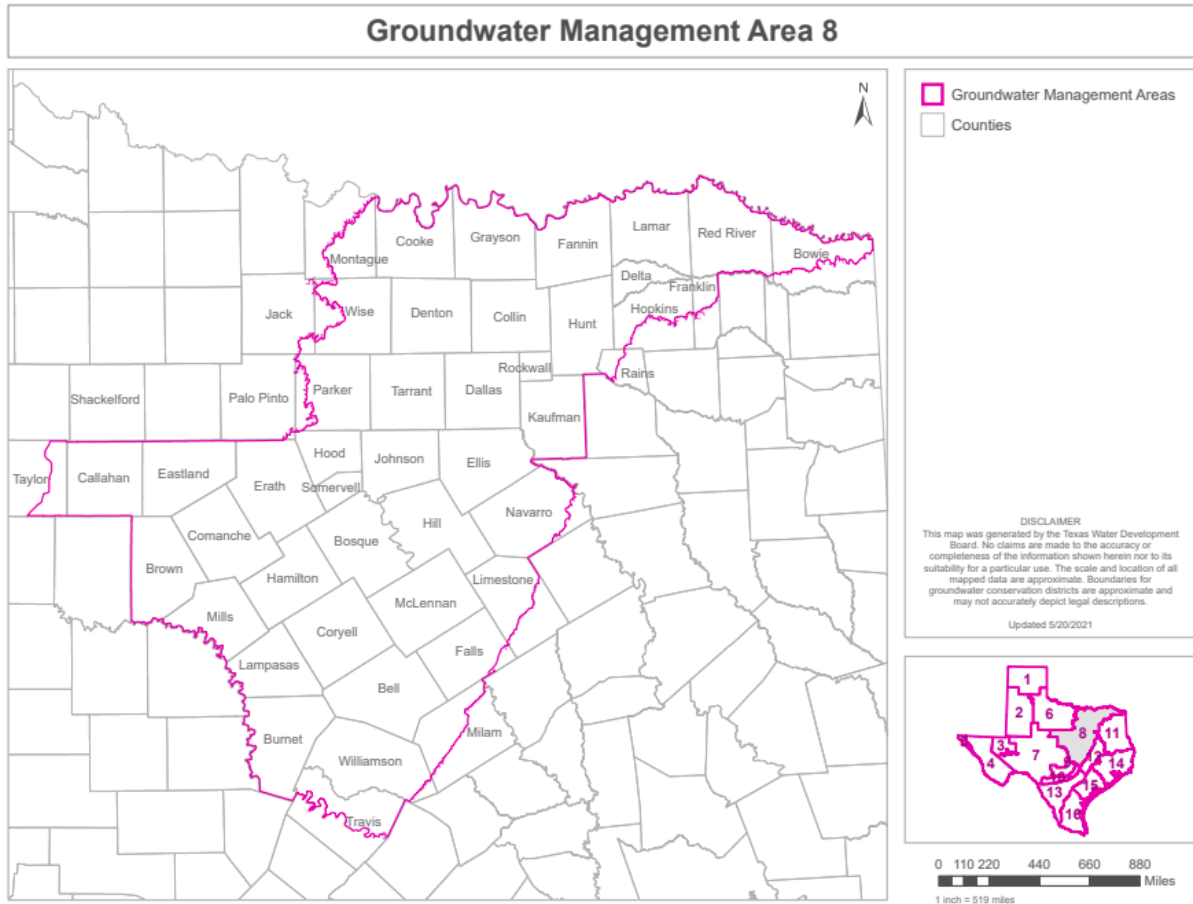 Groundwater Management Area 8
N
Groundwater Management Areas
Counties
Montague
Cooke
Grayson
Fannin
Lamar
Red River
Bowie
Delta
Franklin
Jack
Wise
Denton
Collin
Hunt
Hopkins
Rockwall
Rains
Shackelford
Palo Pinto
Parker
Tarrant
Dallas
Kaufman
Taylor
Callahan
Eastland
Erath
Hood
Johnson
Ellis
Somervell
Comanche
Bosque
Hill
Navarro
Brown
Hamilton
McLennan
Limestone
Mills
Coryell
Falls
Lampasas
Bell
Burnet
Williamson
Milam
Travis
DISCLAIMER
This map was generated by the Texas Water Development
Board. No claims are made to the accuracy or
completeness of the information shown herein nor to its
suitability for a particular use. The scale and location of all
mapped data are approximate. Boundaries for
groundwater conservation districts are approximate and
may not accurately depict legal descriptions.
Updated 5/20/2021
1
2
6
8
11
3
7
4
9
12
14
10
13
15
16
0 110 220 440 660 880
Miles
1 inch = 519 miles